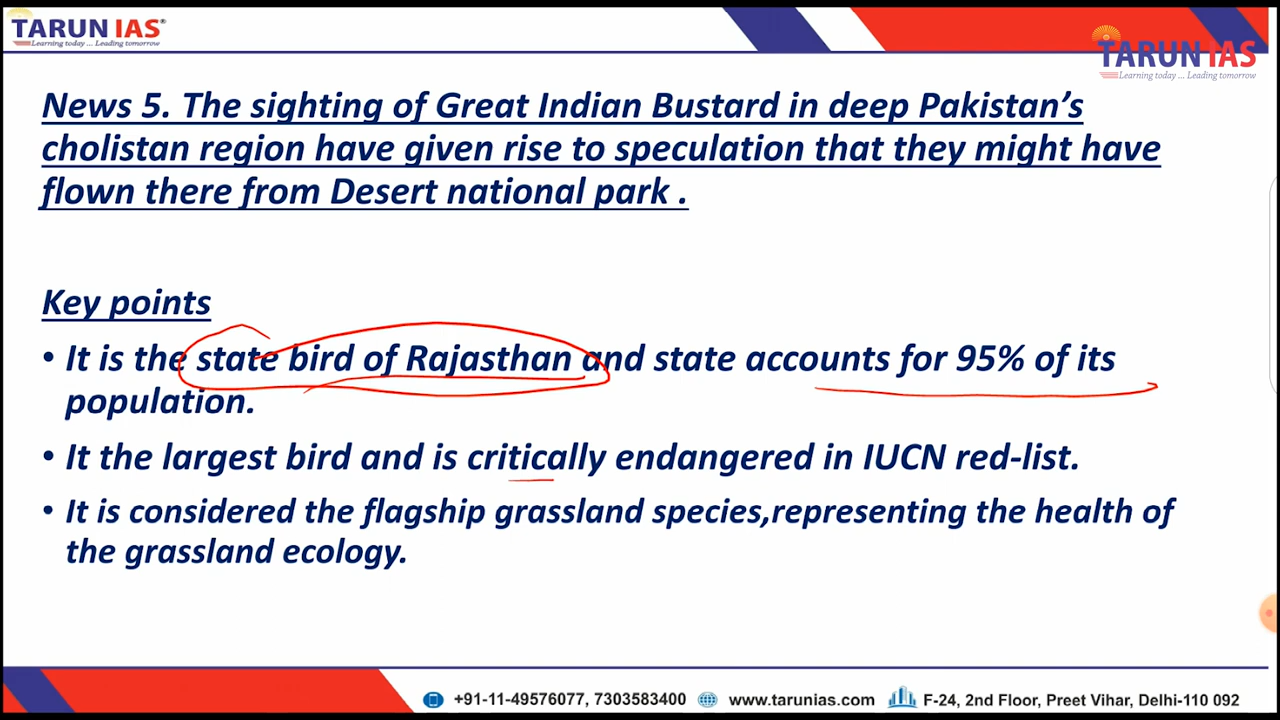 TARUN IAS®
Learning today ... Leading tomorrow
TARUN IAS
Learning today ... Leading tomorrow
News 5. The sighting of Great Indian Bustard in deep Pakistan's
cholistan region have given rise to speculation that they might have
flown there from Desert national park .
Key points
• It is the state bird of Rajasthan and state accounts for 95% of its
population.
• It the largest bird and is critically endangered in IUCN red-list.
• It is considered the flagship grassland species,representing the health of
the grassland ecology.
+91-11-49576077, 7303583400 www.tarunias.com F-24, 2nd Floor, Preet Vihar, Delhi-110 092